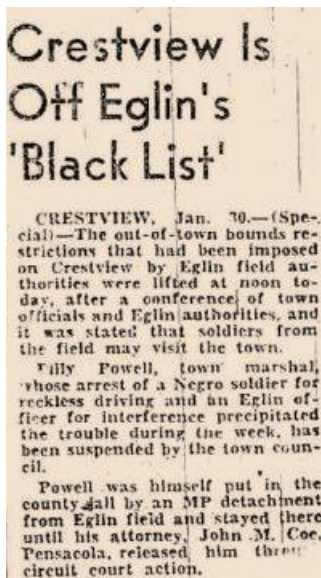 Crestview Is
Off Eglin's
'Black List'
CRESTVIEW, Jan. 30.—(Spe-
cial)—The out-of-town bounds re-
strictions that had been imposed
on Crestview by Eglin field au-
thorities were lifted at noon to-
day, after a conference of town
officials and Eglin authorities, and
it was stated that soldiers from
the field may visit the town.
Powell, town marshal,
whose arrest of a Negro soldier for
reckless driving and an Eglin of-
ficer for interference precipitated
the trouble during the week, has
been suspended by the town coun-
cil.
Powell was himself put in the
county jail by an MP detachment
from Eglin field and stayed there
until his attorney, John M. Coe,
Pensacola, released him
circuit court action.